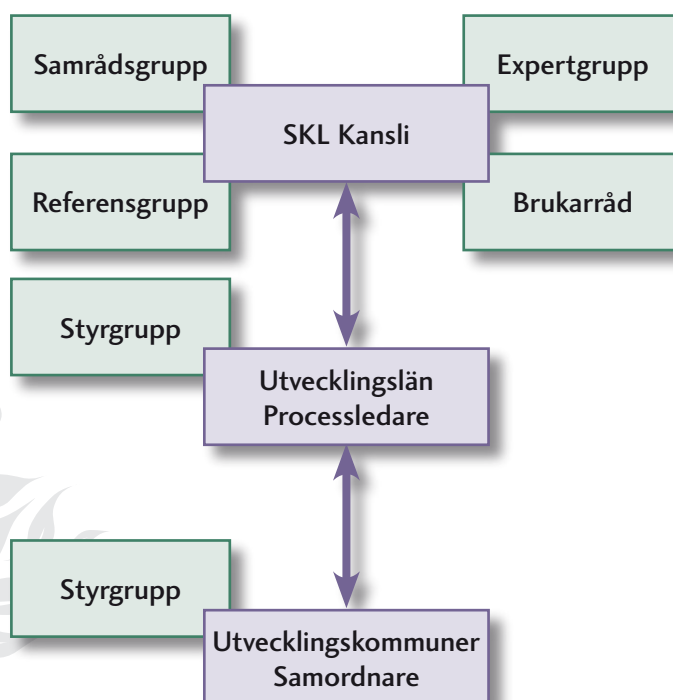 Samrådsgrupp
Expertgrupp
SKL Kansli
Referensgrupp
Brukarråd
Styrgrupp
Utvecklingslän
Processledare
Styrgrupp
Utvecklingskommuner
Samordnare